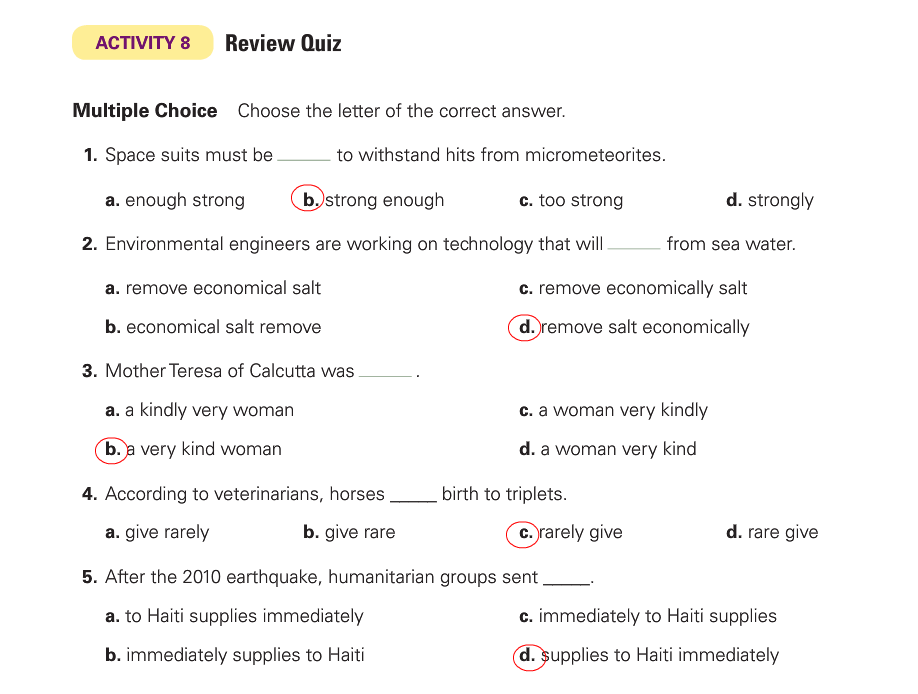 ACTIVITY 8 Review Quiz
Multiple Choice Choose the letter of the correct answer.
1. Space suits must be _____ to withstand hits from micrometeorites.
a. enough strong b. strong enough c. too strong d. strongly
2. Environmental engineers are working on technology that will _____ from sea water.
a. remove economical salt c. remove economically salt
b. economical salt remove d. remove salt economically
3. Mother Teresa of Calcutta was _____ .
a. a kindly very woman c. a woman very kindly
b. a very kind woman d. a woman very kind
4. According to veterinarians, horses _____ birth to triplets.
a. give rarely b. give rare c. rarely give d. rare give
5. After the 2010 earthquake, humanitarian groups sent _____.
a. to Haiti supplies immediately c. immediately to Haiti supplies
b. immediately supplies to Haiti d. supplies to Haiti immediately